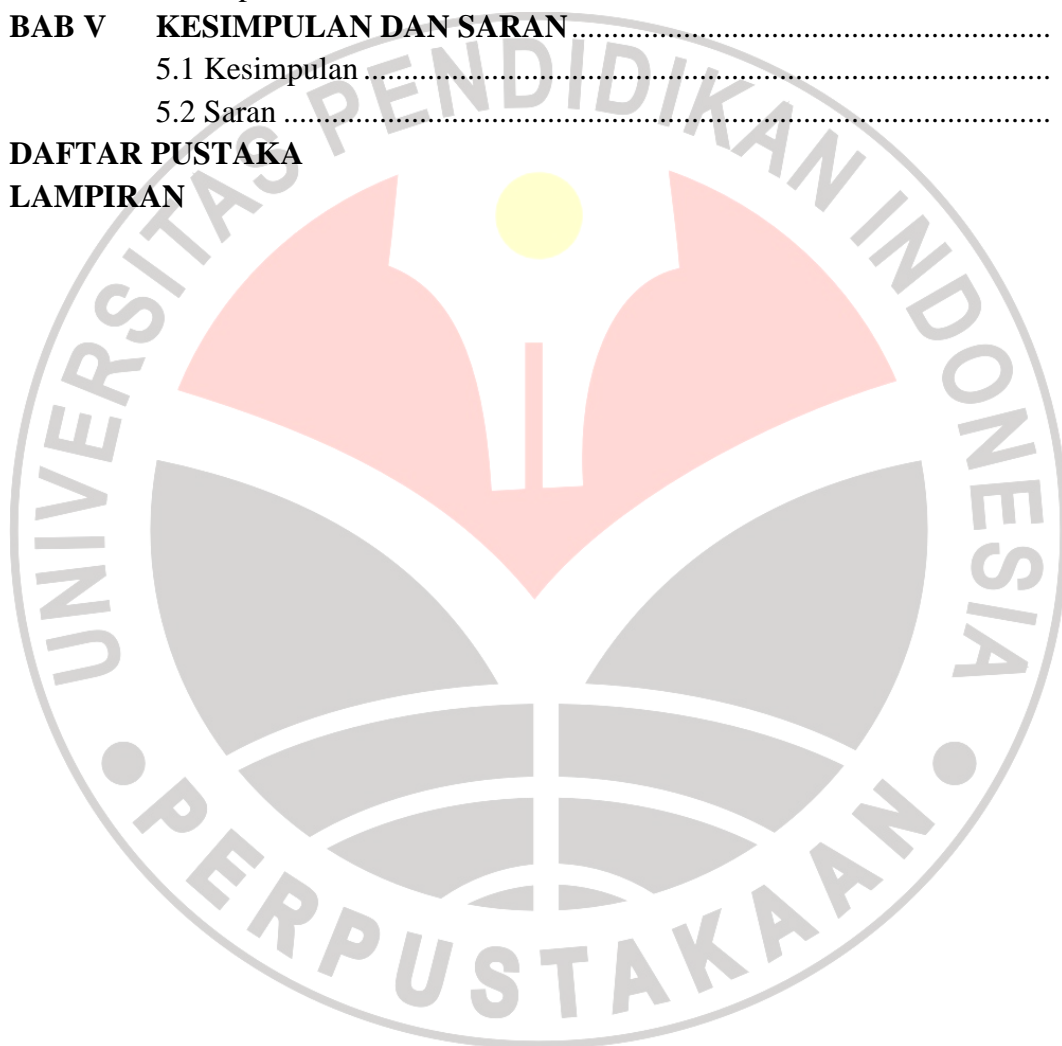 BAB V KESIMPULAN DAN SARAN
5.1 Kesimpulan
5.2 Saran
DAFTAR PUSTAKA
LAMPIRAN
UNIVERSITAS PENDIDIKAN INDONESIA
PERPUSTAKAAN